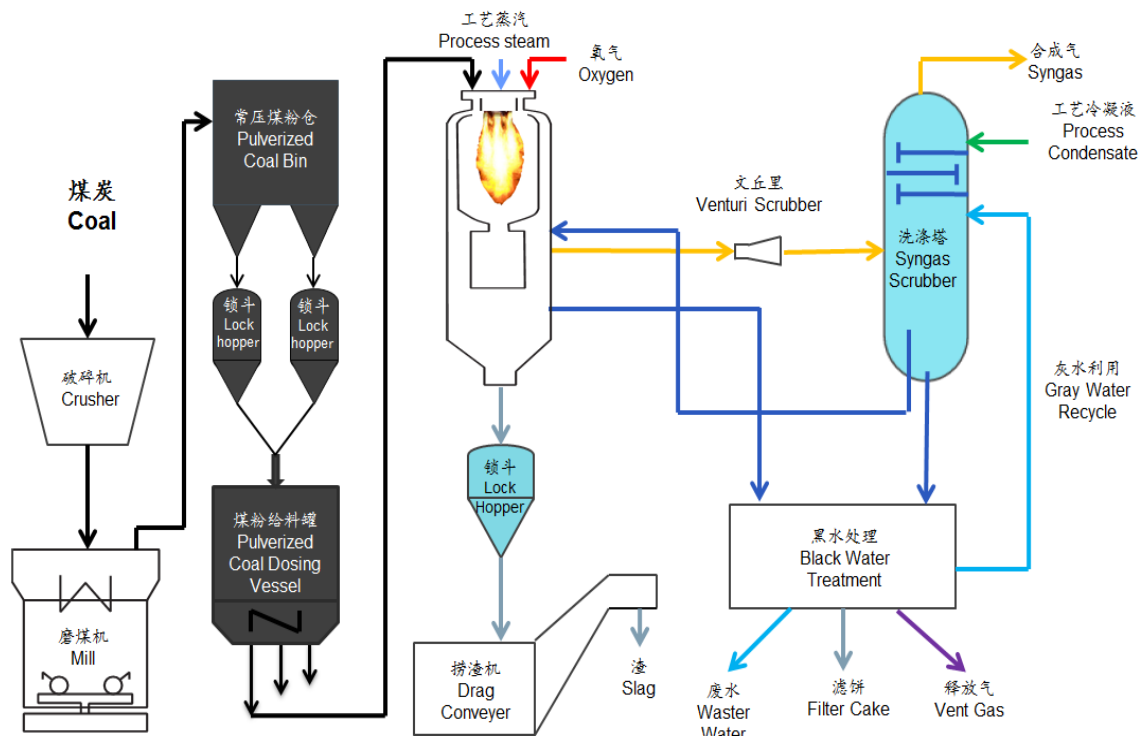 工艺蒸汽
Process steam
氧气
Oxygen
合成气
Syngas
工艺冷凝液
Process
Condensate
常压煤粉仓
Pulverized
Coal Bin
煤炭
Coal
文丘里
Venturi Scrubber
洗涤塔
Syngas
Scrubber
锁斗
Lock
hopper
锁斗
Lock
hopper
破碎机
Crusher
灰水利用
Gray Water
Recycle
锁斗
Lock
Hopper
煤粉给料罐
Pulverized
Coal Dosing
Vessel
黑水处理
Black Water
Treatment
磨煤机
Mill
捞渣机
Drag
Conveyer
渣
Slag
废水
Waster
Water
滤饼
Filter Cake
释放气
Vent Gas